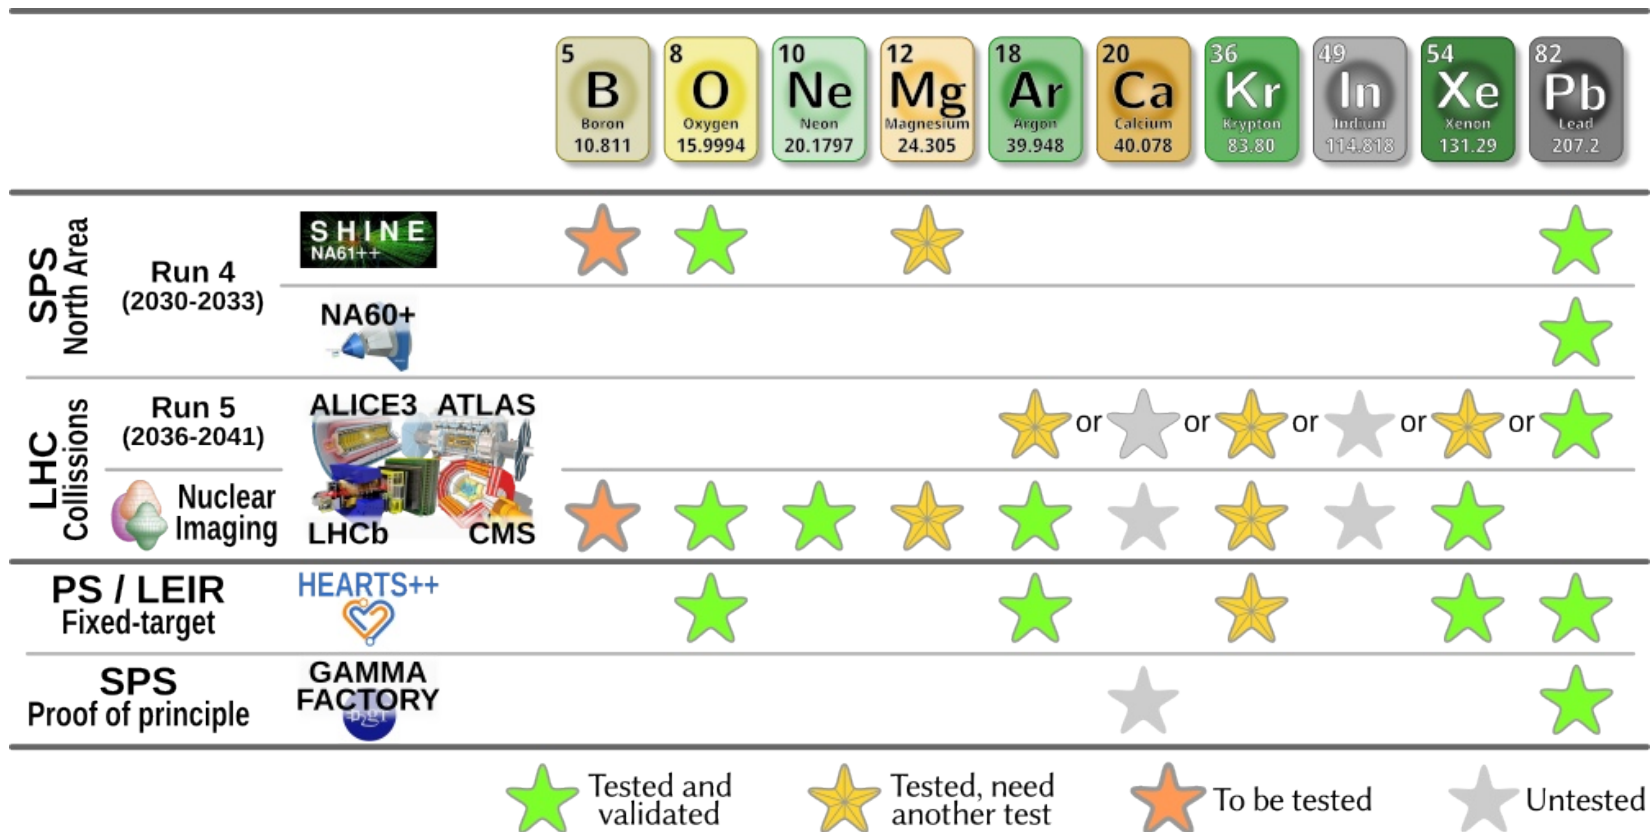 5 8 10 12 18 20 36 49 54 82
B O Ne Mg Ar Ca Kr In Xe Pb
Boron Oxygen Neon Magnesium Argon Calcium Krypton Indium Xenon Lead
10.811 15.9994 20.1797 24.305 39.948 40.078 83.80 114.818 131.29 207.2
SPS
North Area
Run 4
(2030-2033)
SHINE
NA61++
NA60+
LHC
Collissions
Run 5
(2036-2041)
ALICE3 ATLAS
or or or or or
Nuclear
Imaging
LHCb CMS
PS / LEIR
Fixed-target
HEARTS++
SPS
Proof of principle
GAMMA
FACTORY
Tested and
validated
Tested, need
another test
To be tested
Untested